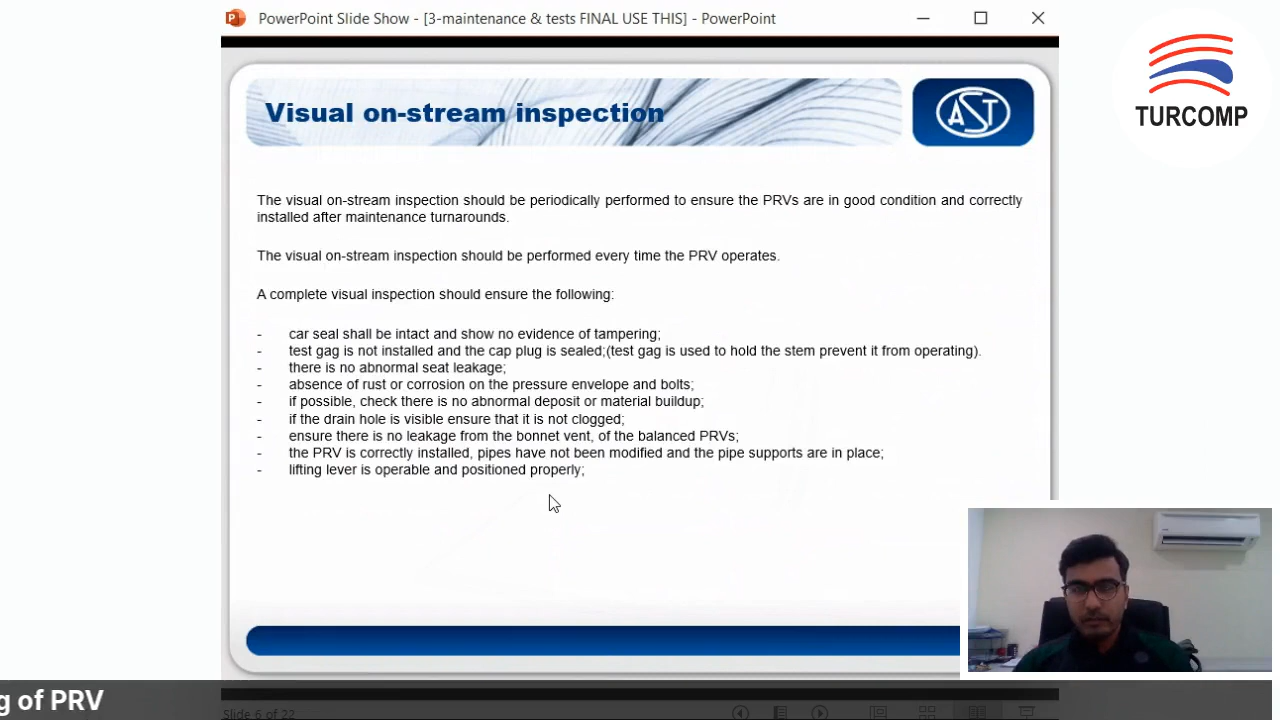 PowerPoint Slide Show - [3-maintenance & tests FINAL USE THIS] - PowerPoint
TURCOMP
Visual on-stream inspection
AST
The visual on-stream inspection should be periodically performed to ensure the PRVs are in good condition and correctly
installed after maintenance turnarounds.
The visual on-stream inspection should be performed every time the PRV operates.
A complete visual inspection should ensure the following:
- car seal shall be intact and show no evidence of tampering;
- test gag is not installed and the cap plug is sealed;(test gag is used to hold the stem prevent it from operating).
- there is no abnormal seat leakage;
- absence of rust or corrosion on the pressure envelope and bolts;
- if possible, check there is no abnormal deposit or material buildup;
- if the drain hole is visible ensure that it is not clogged;
- ensure there is no leakage from the bonnet vent, of the balanced PRVs;
- the PRV is correctly installed, pipes have not been modified and the pipe supports are in place;
- lifting lever is operable and positioned properly;
g of PRV
Slide 6 of 22